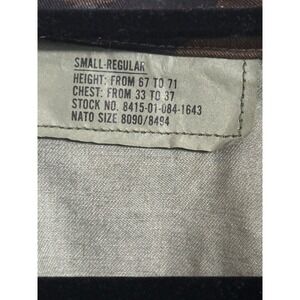 SMALL-REGULAR
HEIGHT: FROM 67 TO 71
CHEST: FROM 33 TO 37
STOCK NO. 8415-01-084-1643
NATO SIZE 8090/8494